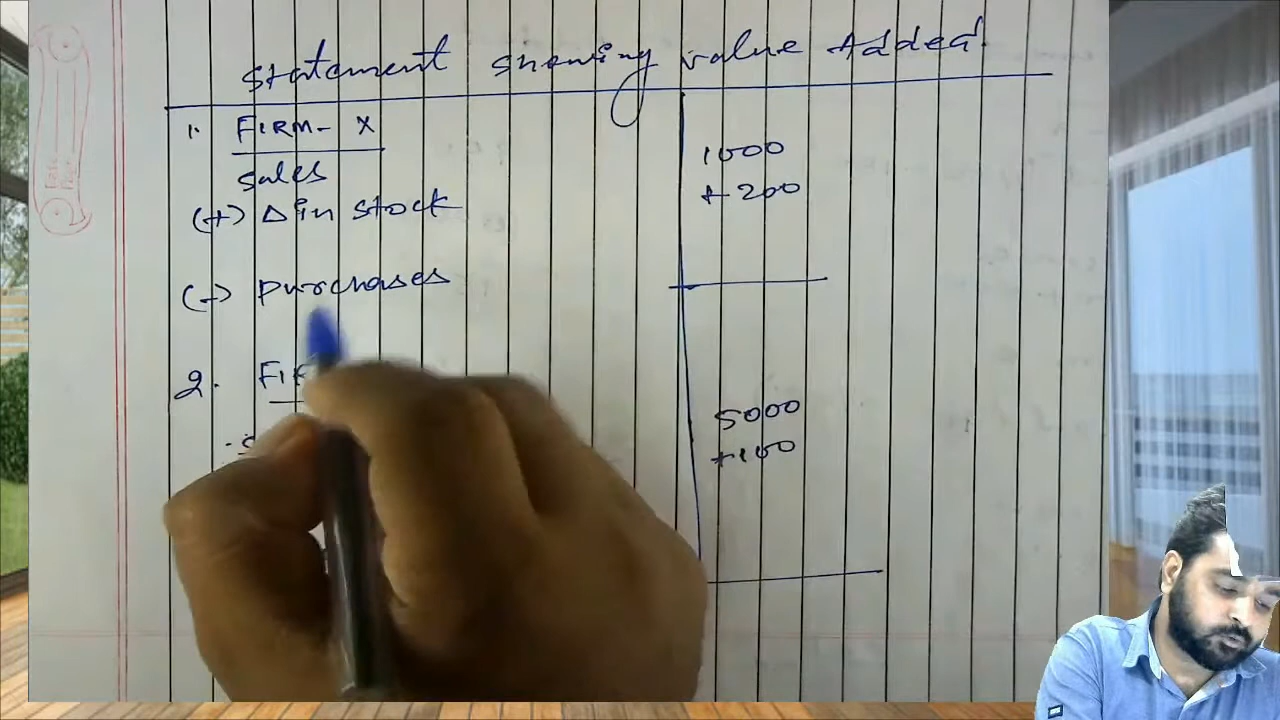 Statement showing value Added
1. FIRM- X
sales 1000
(+) Δ in stock +200
(-) purchases
2.
5000
+100